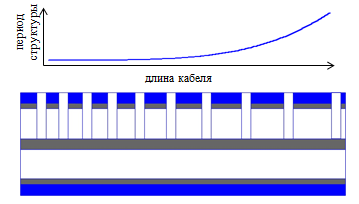 период
структуры
длина кабеля